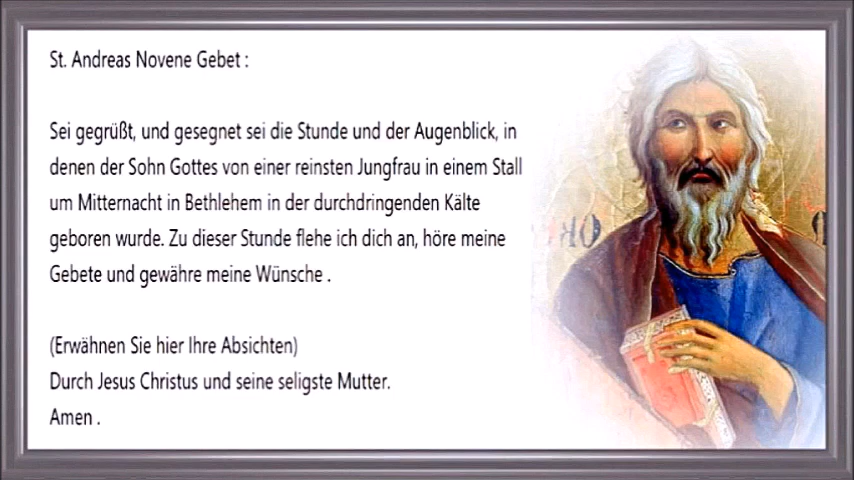 St. Andreas Novene Gebet :
Sei gegrüßt, und gesegnet sei die Stunde und der Augenblick, in
denen der Sohn Gottes von einer reinsten Jungfrau in einem Stall
um Mitternacht in Bethlehem in der durchdringenden Kälte
geboren wurde. Zu dieser Stunde flehe ich dich an, höre meine
Gebete und gewähre meine Wünsche .
(Erwähnen Sie hier Ihre Absichten)
Durch Jesus Christus und seine seligste Mutter.
Amen .